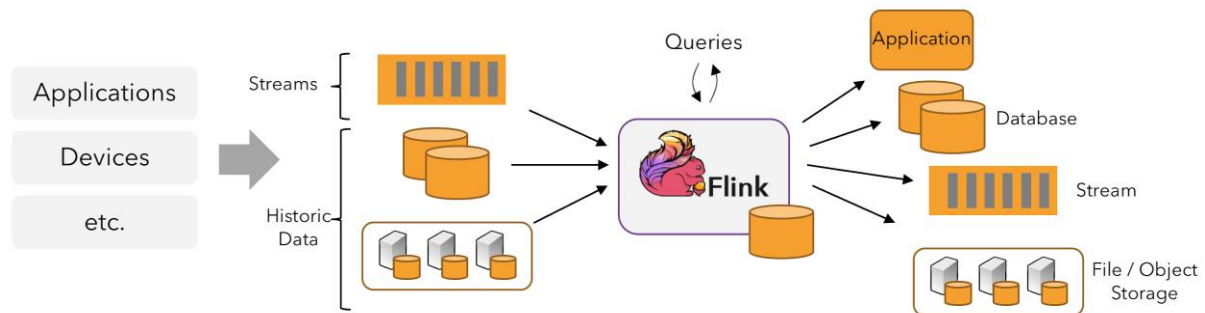 Applications
Devices
etc.
Streams
Historic
Data
Queries
Flink
Application
Database
Stream
File / Object
Storage